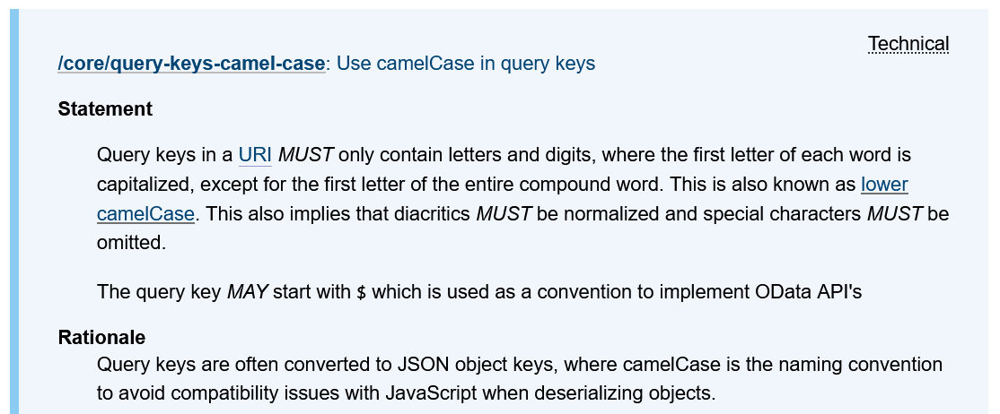 Technical
/core/query-keys-camel-case: Use camelCase in query keys
Statement
Query keys in a URI MUST only contain letters and digits, where the first letter of each word is
capitalized, except for the first letter of the entire compound word. This is also known as lower
camelCase. This also implies that diacritics MUST be normalized and special characters MUST be
omitted.
The query key MAY start with $ which is used as a convention to implement OData API's
Rationale
Query keys are often converted to JSON object keys, where camelCase is the naming convention
to avoid compatibility issues with JavaScript when deserializing objects.